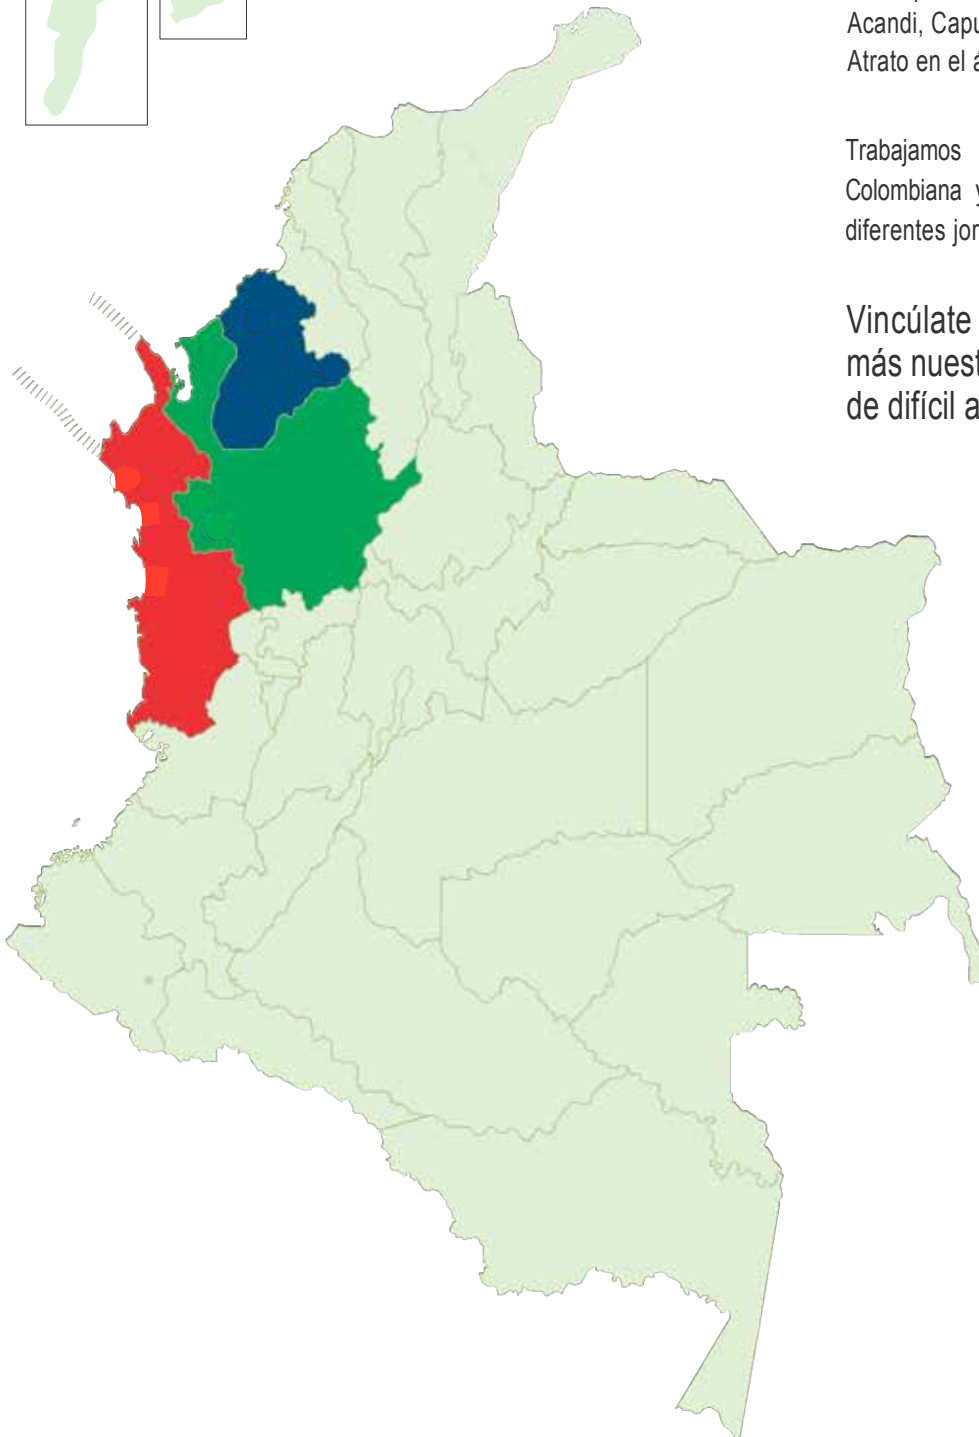 Acandi, Capu
Atrato en el á
Trabajamos
Colombiana y
diferentes jor
Vincúlate
más nuest
de difícil a